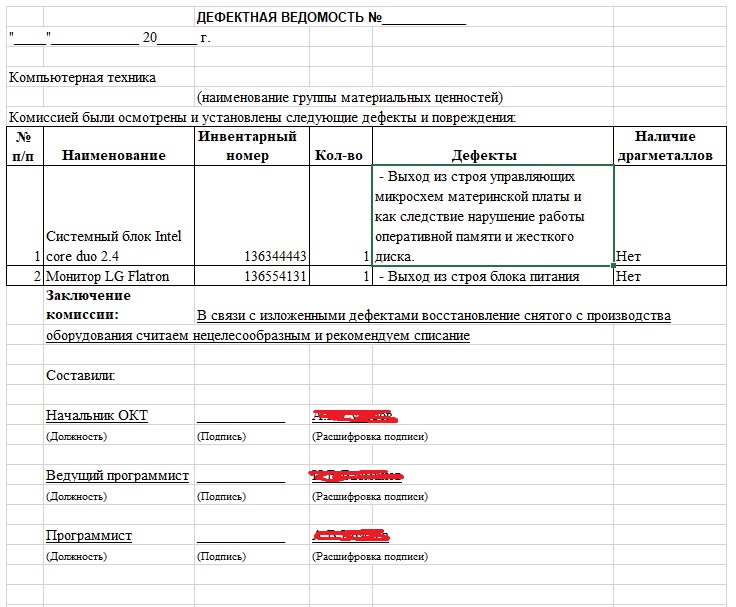 ДЕФЕКТНАЯ ВЕДОМОСТЬ №____________
"____"____________ 20_____ г.
Компьютерная техника
(наименование группы материальных ценностей)
Комиссией были осмотрены и установлены следующие дефекты и повреждения:
№ п/п Наименование Инвентарный номер Кол-во Дефекты Наличие драгметаллов
1 Системный блок Intel core duo 2.4 136344443 1 - Выход из строя управляющих микросхем материнской платы и как следствие нарушение работы оперативной памяти и жесткого диска. Нет
2 Монитор LG Flatron 136554131 1 - Выход из строя блока питания Нет
Заключение комиссии: В связи с изложенными дефектами восстановление снятого с производства
оборудования считаем нецелесообразным и рекомендуем списание
Составили:
Начальник ОКТ ____________
(Должность) (Подпись) (Расшифровка подписи)
Ведущий программист ____________
(Должность) (Подпись) (Расшифровка подписи)
Программист ____________
(Должность) (Подпись) (Расшифровка подписи)